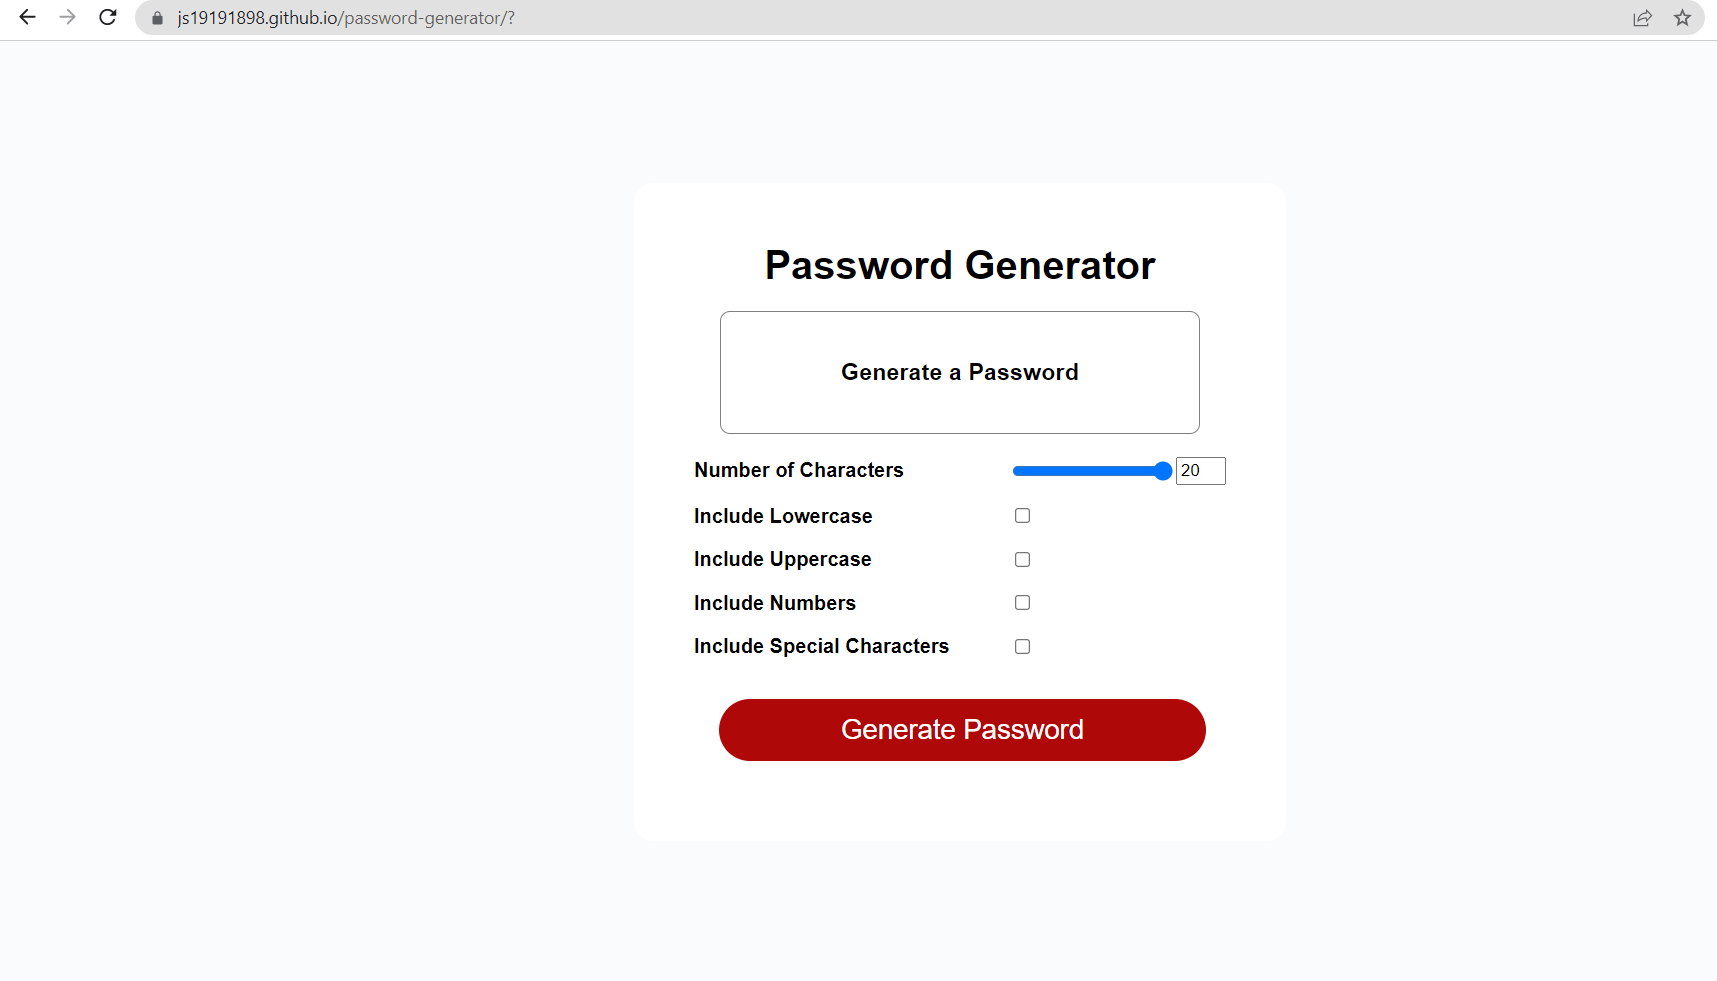 js19191898.github.io/password-generator/?
Password Generator
Generate a Password
Number of Characters 20
Include Lowercase
Include Uppercase
Include Numbers
Include Special Characters
Generate Password